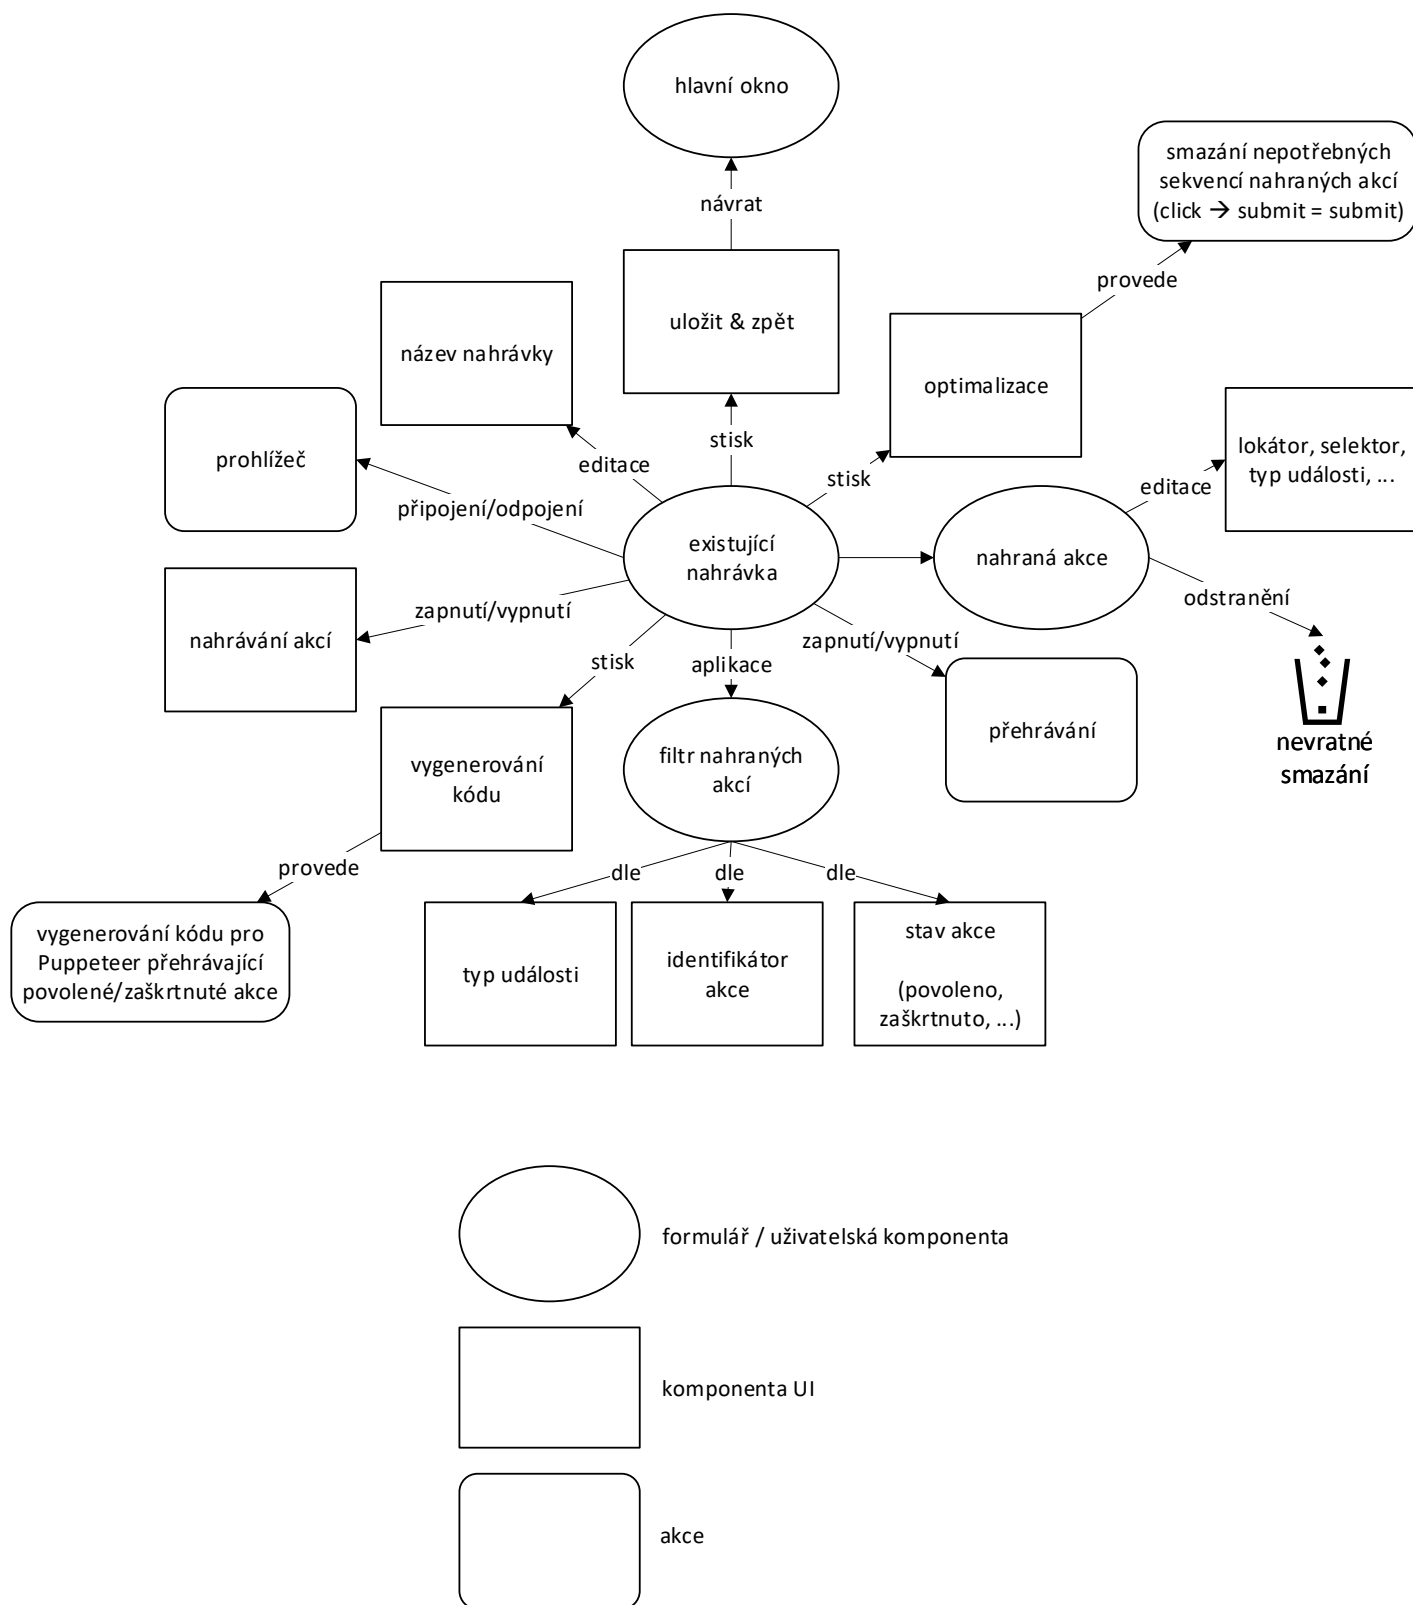 hlavní okno
smazání nepotřebných
sekvencí nahraných akcí
(click → submit = submit)
návrat
provede
uložit & zpět
název nahrávky
optimalizace
prohlížeč
stisk
editace
stisk
lokátor, selektor,
typ události, ...
editace
připojení/odpojení
existující
nahrávka
nahraná akce
odstranění
zapnutí/vypnutí
nahrávání akcí
zapnutí/vypnutí
stisk
aplikace
přehrávání
nevratné
smazání
filtr nahraných
akcí
vygenerování
kódu
provede
dle
dle
dle
vygenerování kódu pro
Puppeteer přehrávající
povolené/zaškrtnuté akce
typ události
identifikátor
akce
stav akce
(povoleno,
zaškrtnuto, ...)
formulář / uživatelská komponenta
komponenta UI
akce